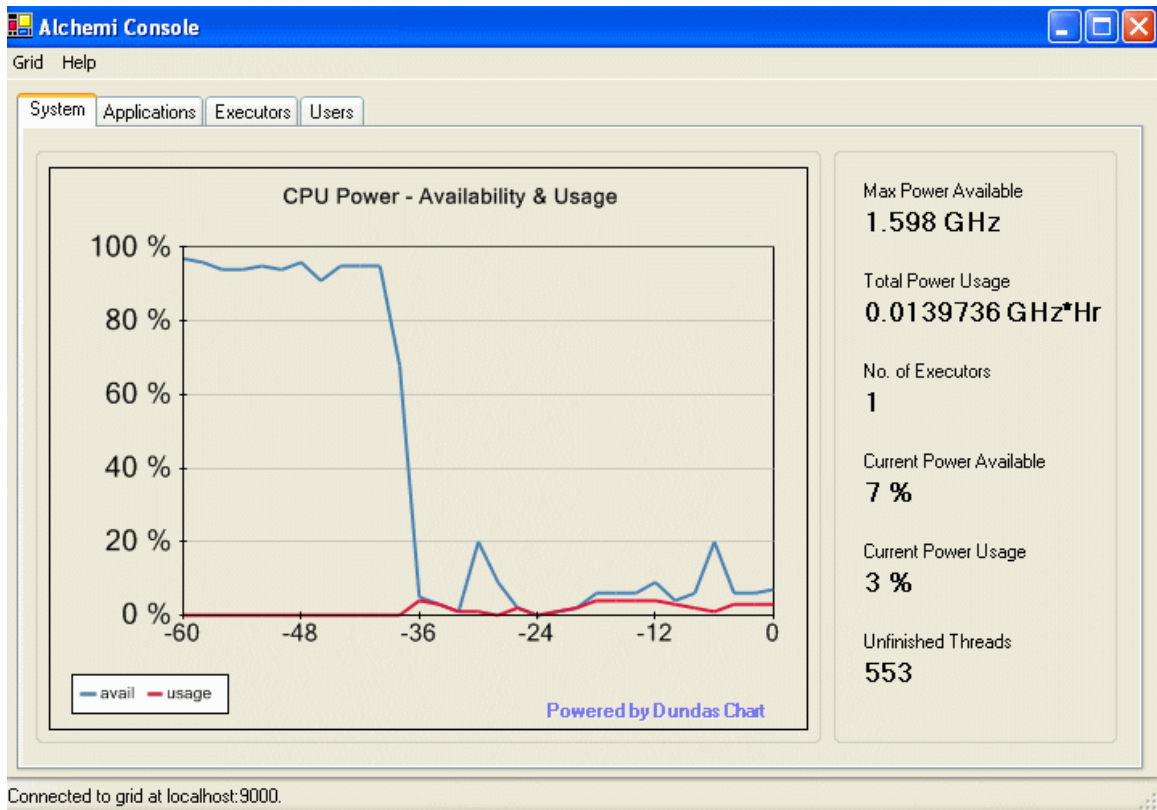 Alchemi Console
Grid Help
System Applications Executors Users
CPU Power - Availability & Usage
100 %
80 %
60 %
40 %
20 %
0 %
-60 -48 -36 -24 -12 0
avail usage
Powered by Dundas Chart
Max Power Available
1.598 GHz
Total Power Usage
0.0139736 GHz*Hr
No. of Executors
1
Current Power Available
7 %
Current Power Usage
3 %
Unfinished Threads
553
Connected to grid at localhost:9000.